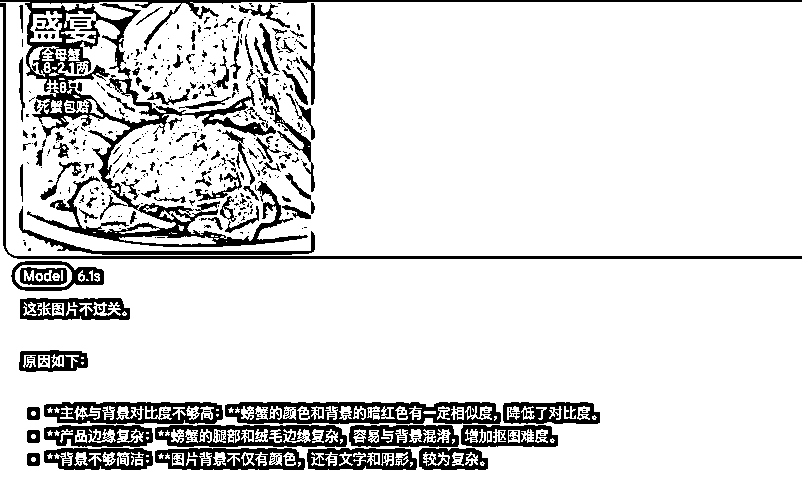 盛宴
全母蟹
1.8-2.1两
共8只
死蟹包赔
Model 6.1s
这张图片不过关。
原因如下：
**主体与背景对比度不够高：**螃蟹的颜色和背景的暗红色有一定相似度，降低了对比度。
**产品边缘复杂：**螃蟹的腿部和绒毛边缘复杂，容易与背景混淆，增加抠图难度。
**背景不够简洁：**图片背景不仅有颜色，还有文字和阴影，较为复杂。